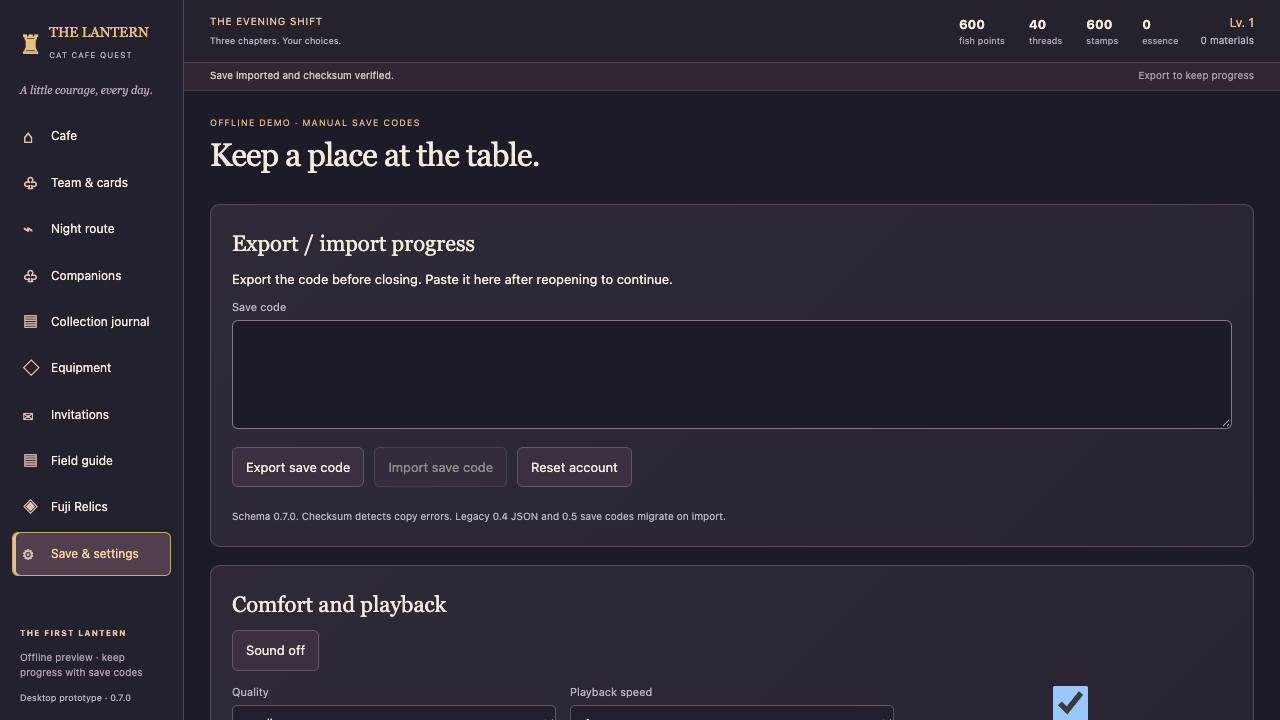 THE LANTERN
CAT CAFE QUEST
A little courage, every day.
Cafe
Team & cards
Night route
Companions
Collection journal
Equipment
Invitations
Field guide
Fuji Relics
Save & settings
THE FIRST LANTERN
Offline preview · keep
progress with save codes
Desktop prototype · 0.7.0
THE EVENING SHIFT
Three chapters. Your choices.
600
fish points
40
threads
600
stamps
0
essence
Lv. 1
0 materials
Save imported and checksum verified.
Export to keep progress
OFFLINE DEMO · MANUAL SAVE CODES
Keep a place at the table.
Export / import progress
Export the code before closing. Paste it here after reopening to continue.
Save code
Export save code
Import save code
Reset account
Schema 0.7.0. Checksum detects copy errors. Legacy 0.4 JSON and 0.5 save codes migrate on import.
Comfort and playback
Sound off
Quality
Playback speed